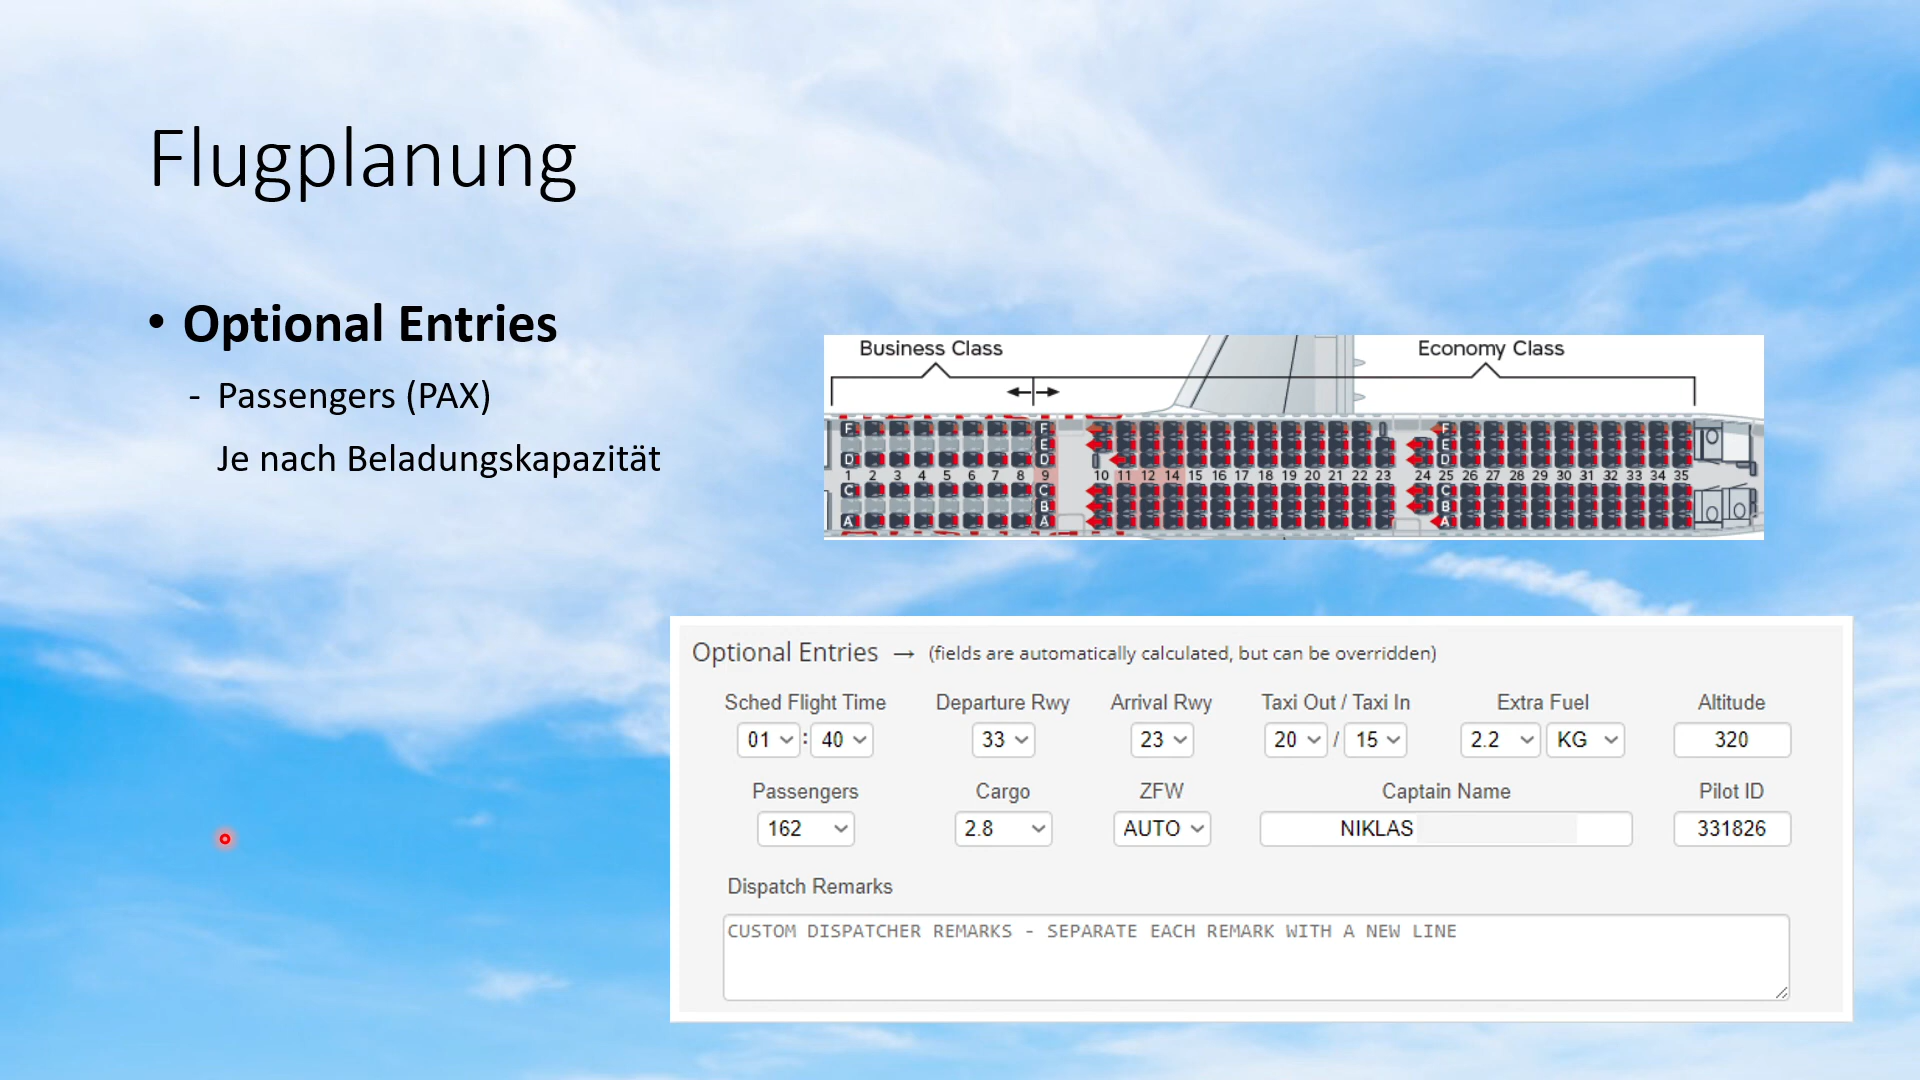 Flugplanung
• Optional Entries
- Passengers (PAX)
Je nach Beladungskapazität
Business Class
Economy Class
F F F
E E
D D D
1 2 3 4 5 6 7 8 9 10 11 12 14 15 16 17 18 19 20 21 22 23 24 25 26 27 28 29 30 31 32 33 34 35
C C C
B B
A A A
Optional Entries → (fields are automatically calculated, but can be overridden)
Sched Flight Time Departure Rwy Arrival Rwy Taxi Out / Taxi In Extra Fuel Altitude
01 : 40 33 23 20 / 15 2.2 KG 320
Passengers Cargo ZFW Captain Name Pilot ID
162 2.8 AUTO NIKLAS 331826
Dispatch Remarks
CUSTOM DISPATCHER REMARKS - SEPARATE EACH REMARK WITH A NEW LINE